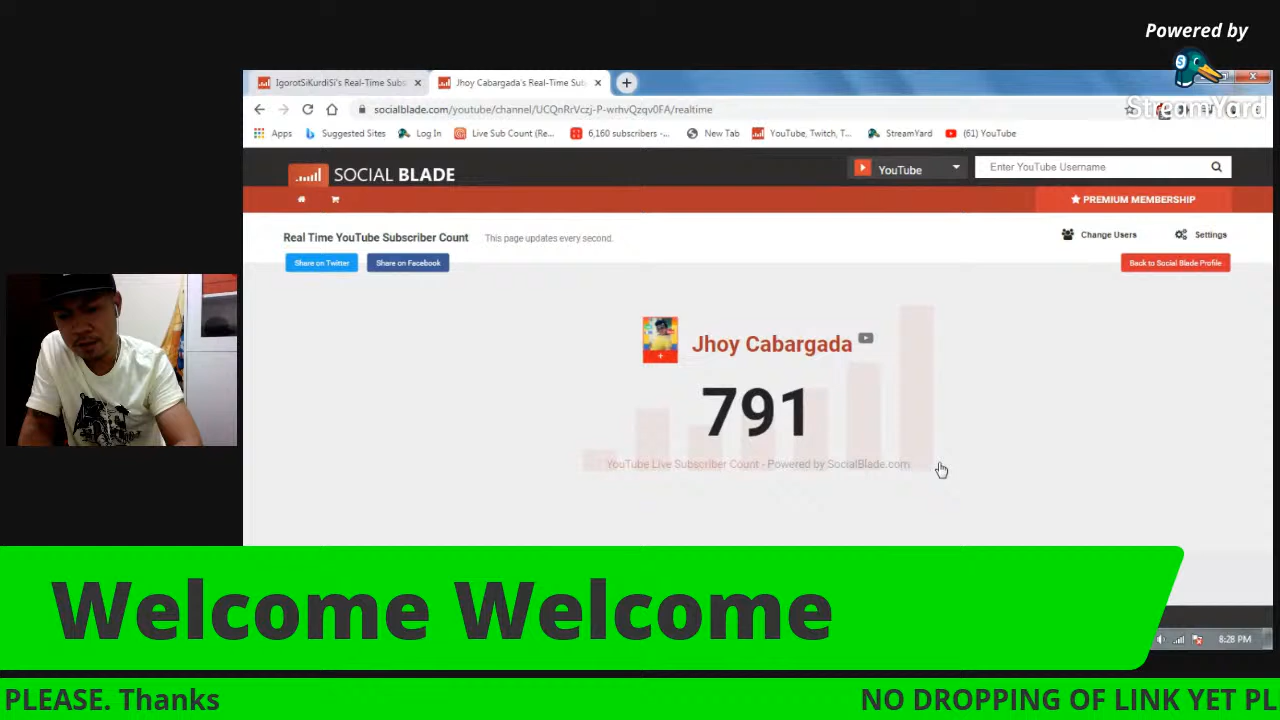 Powered by
StreamYard
IgorotSiKurdiSi's Real-Time Subs
Jhoy Cabargada's Real-Time Sub
socialblade.com/youtube/channel/UCQnRrVczj-P-wrhvQzqv0FA/realtime
Apps Suggested Sites Log In Live Sub Count (Re... 6,160 subscribers -... New Tab YouTube, Twitch, T... StreamYard (61) YouTube
SOCIAL BLADE YouTube Enter YouTube Username
PREMIUM MEMBERSHIP
Real Time YouTube Subscriber Count This page updates every second. Change Users Settings
Share on Twitter Share on Facebook Back to Social Blade Profile
Jhoy Cabargada
791
YouTube Live Subscriber Count - Powered by SocialBlade.com
Welcome Welcome
8:28 PM
PLEASE. Thanks NO DROPPING OF LINK YET PL